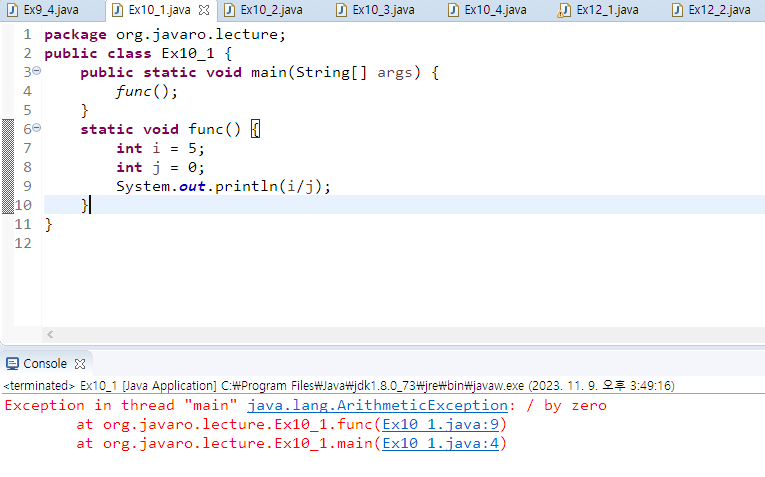 Ex9_4.java Ex10_1.java Ex10_2.java Ex10_3.java Ex10_4.java Ex12_1.java Ex12_2.java
1 package org.javaro.lecture;
2 public class Ex10_1 {
3 public static void main(String[] args) {
4 func();
5 }
6 static void func() {
7 int i = 5;
8 int j = 0;
9 System.out.println(i/j);
10 }
11 }
12
Console
<terminated> Ex10_1 [Java Application] C:₩Program Files₩Java₩jdk1.8.0_73₩jre₩bin₩javaw.exe (2023. 11. 9. 오후 3:49:16)
Exception in thread "main" java.lang.ArithmeticException: / by zero
at org.javaro.lecture.Ex10_1.func(Ex10_1.java:9)
at org.javaro.lecture.Ex10_1.main(Ex10_1.java:4)